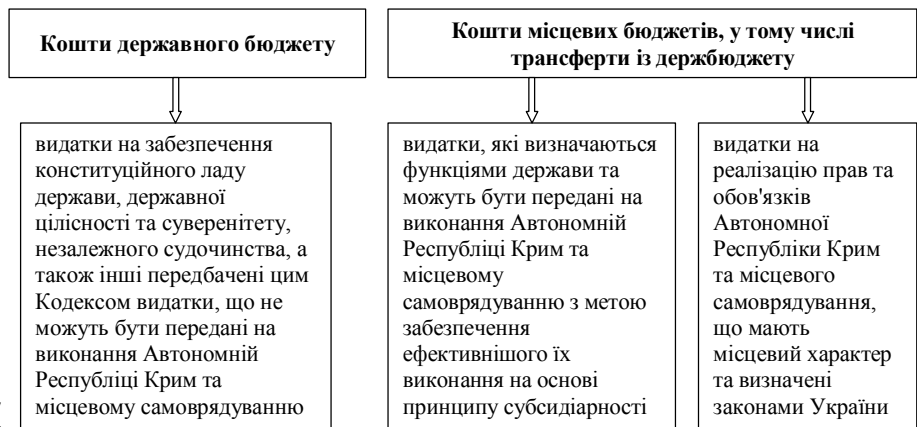 Кошти державного бюджету
Кошти місцевих бюджетів, у тому числі
трансферти із держбюджету
видатки на забезпечення
конституційного ладу
держави, державної
цілісності та суверенітету,
незалежного судочинства, а
також інші передбачені цим
Кодексом видатки, що не
можуть бути передані на
виконання Автономній
Республіці Крим та
місцевому самоврядуванню
видатки, які визначаються
функціями держави та
можуть бути передані на
виконання Автономній
Республіці Крим та
місцевому
самоврядуванню з метою
забезпечення
ефективнішого їх
виконання на основі
принципу субсидіарності
видатки на
реалізацію прав та
обов'язків
Автономної
Республіки Крим
та місцевого
самоврядування,
що мають
місцевий характер
та визначені
законами України